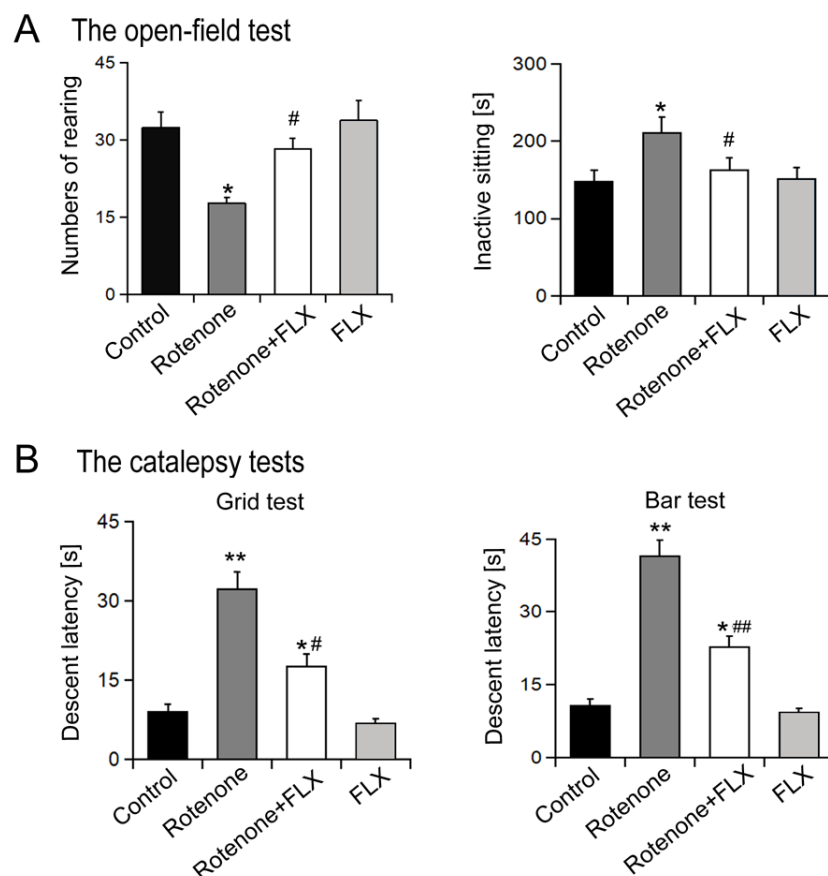 A The open-field test
Numbers of rearing
45
30
15
0
*
#
Control
Rotenone
Rotenone+FLX
FLX
Inactive sitting [s]
300
200
100
0
*
#
Control
Rotenone
Rotenone+FLX
FLX
B The catalepsy tests
Grid test
Descent latency [s]
45
30
15
0
**
*#
Control
Rotenone
Rotenone+FLX
FLX
Bar test
Descent latency [s]
45
30
15
0
**
*##
Control
Rotenone
Rotenone+FLX
FLX